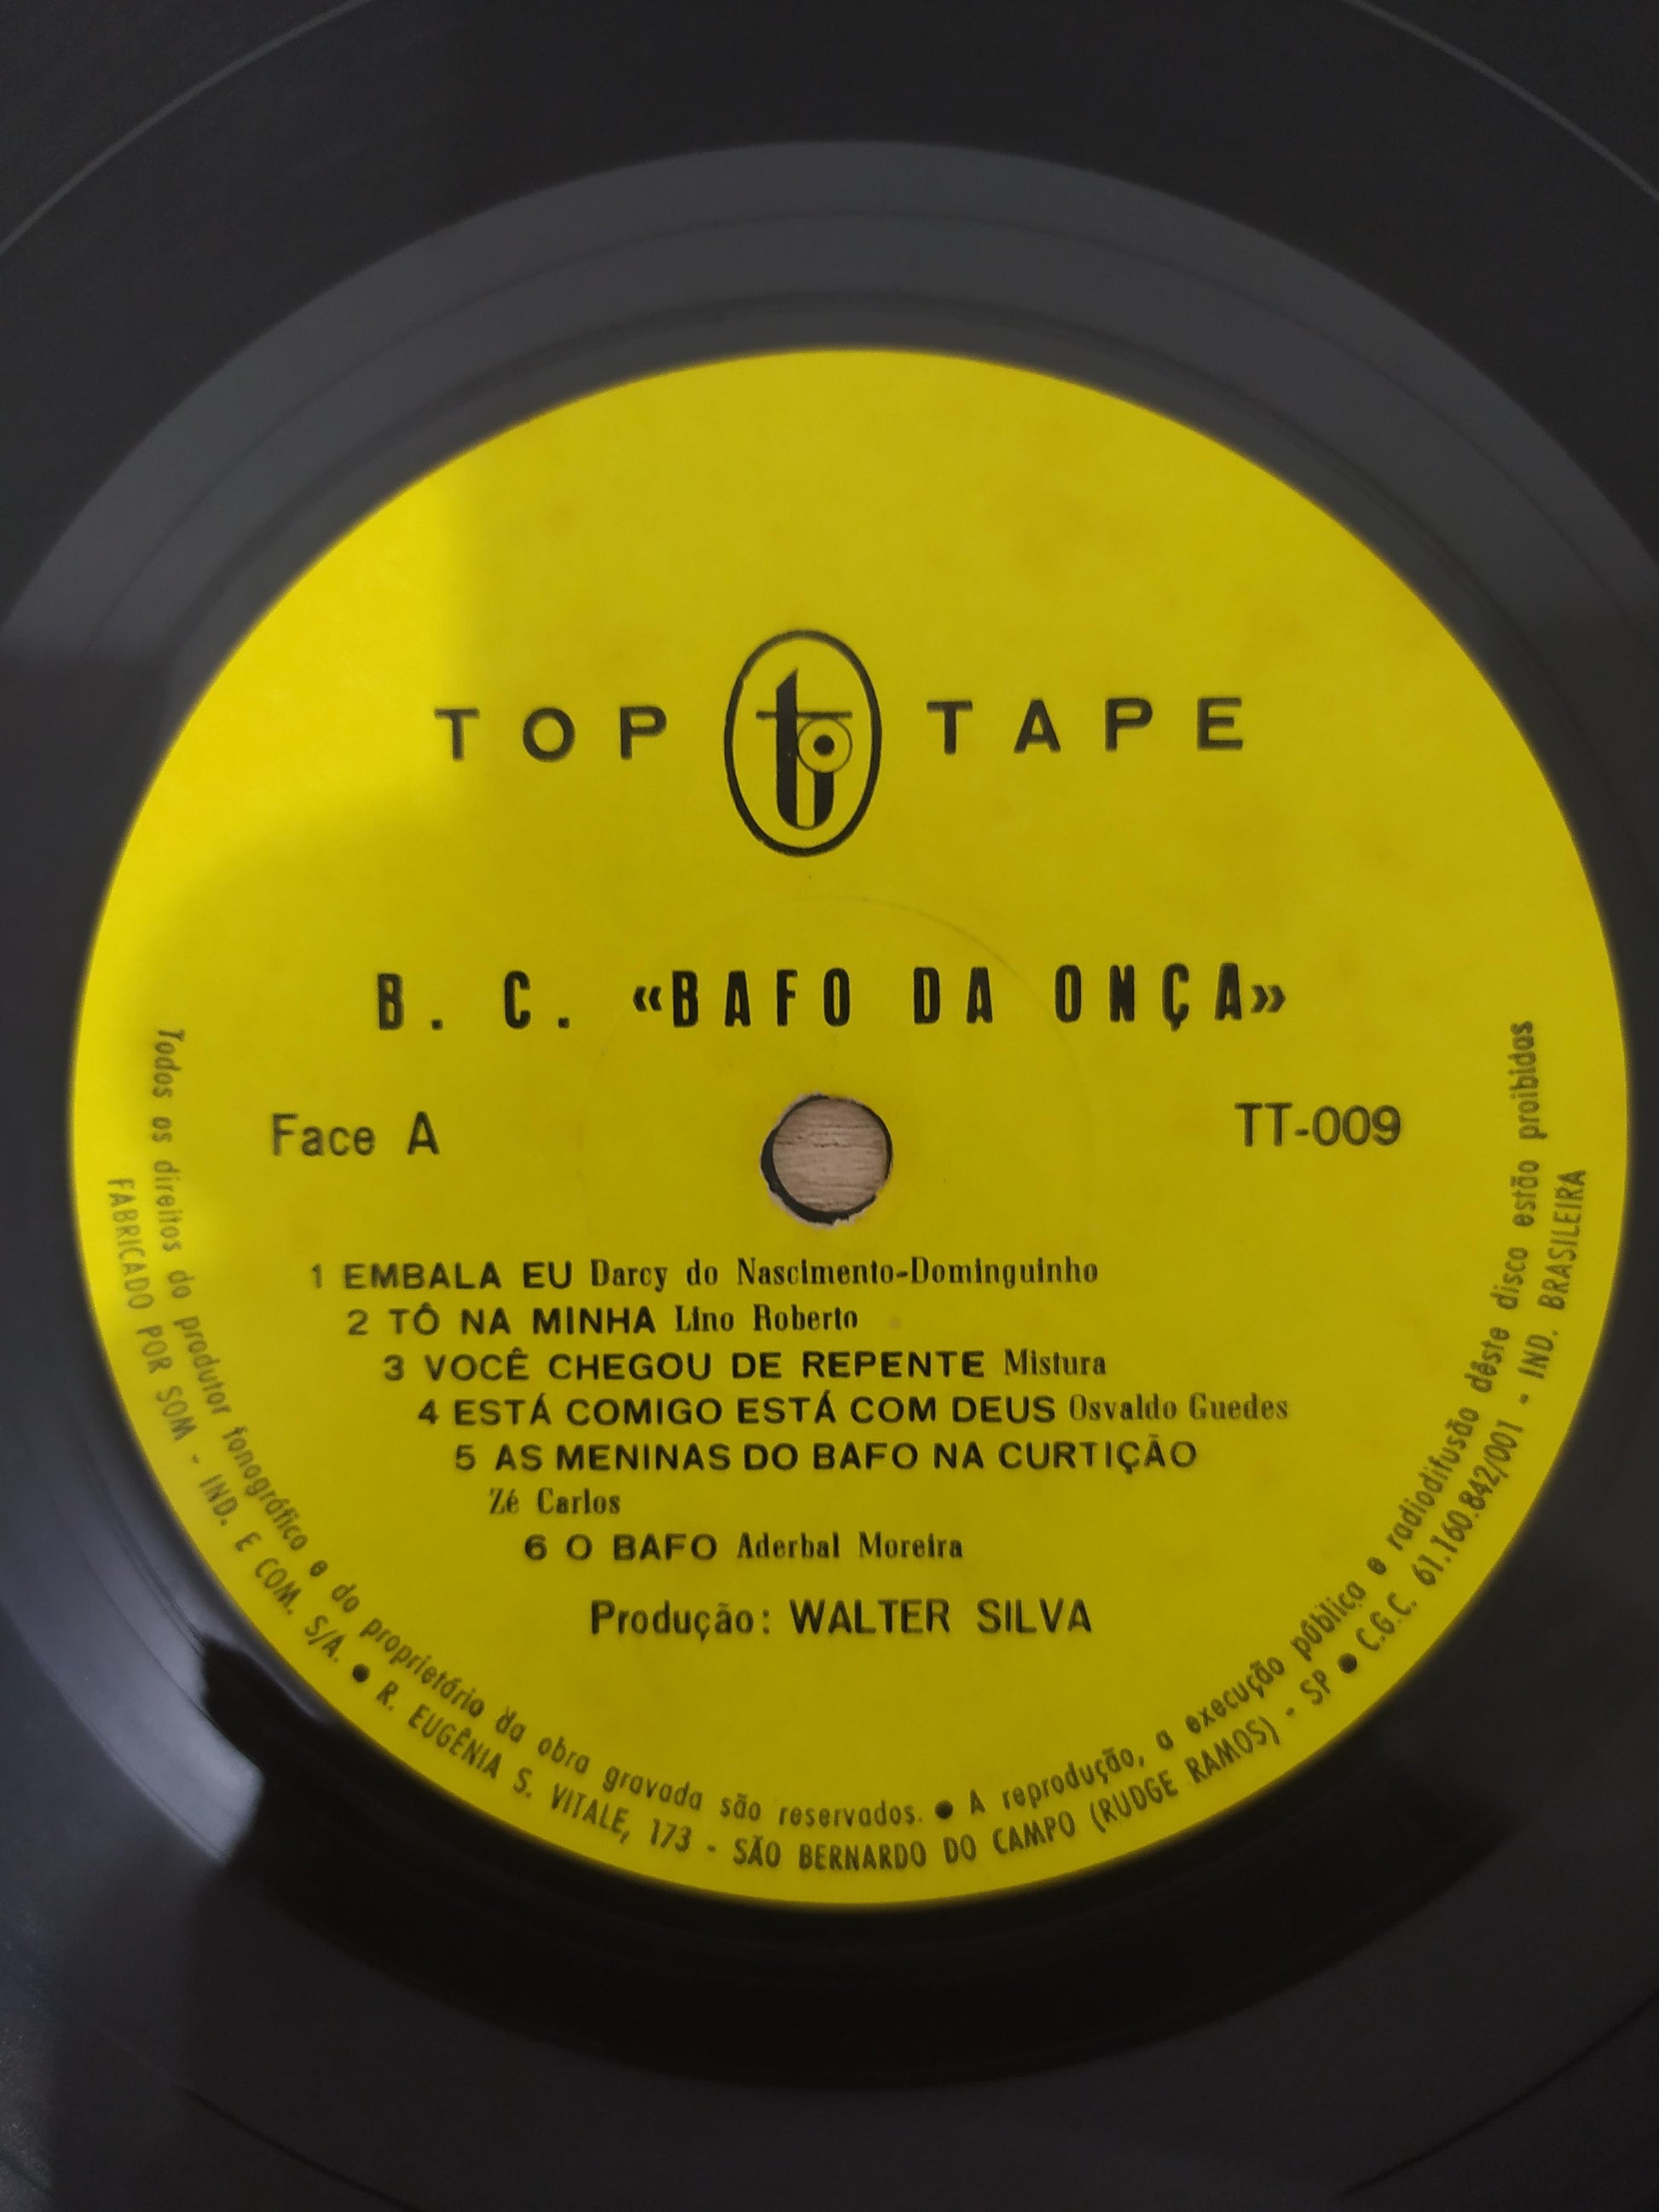 TOP TAPE
B. C. «BAFO DA ONÇA»
Face A
TT-009
1 EMBALA EU Darcy do Nascimento-Dominguinho
2 TÔ NA MINHA Lino Roberto
3 VOCÊ CHEGOU DE REPENTE Mistura
4 ESTÁ COMIGO ESTÁ COM DEUS Osvaldo Guedes
5 AS MENINAS DO BAFO NA CURTIÇÃO
Zé Carlos
6 O BAFO Aderbal Moreira
Produção: WALTER SILVA
Todos os direitos do produtor fonográfico e do proprietário da obra gravada são reservados. ● A reprodução, a execução pública e radiodifusão dêste disco estão proibidas
FABRICADO POR SOM - IND. E COM. S/A. ● R. EUGÊNIA S. VITALE, 173 - SÃO BERNARDO DO CAMPO (RUDGE RAMOS) - SP ● C.G.C. 61.160.842/001 - IND. BRASILEIRA